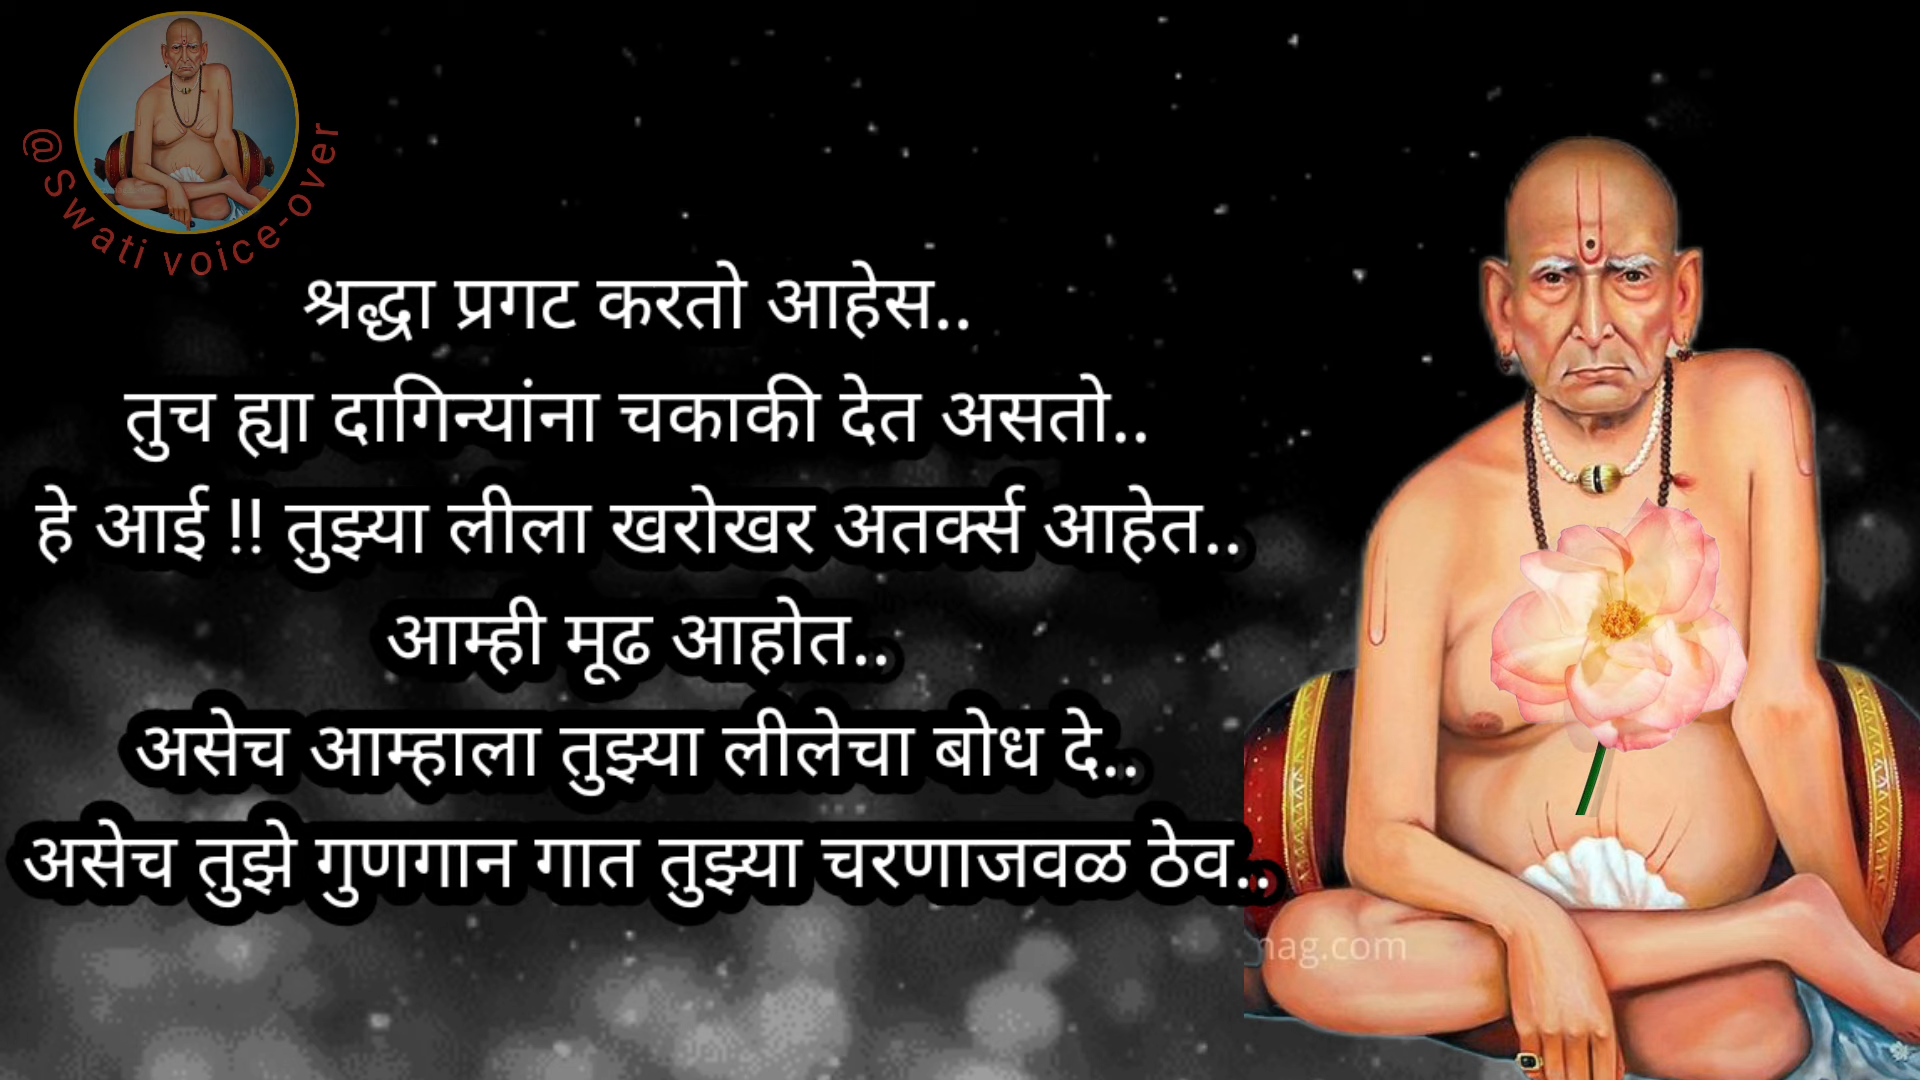 @Swati voice-over
श्रद्धा प्रगट करतो आहेस..
तुच ह्या दागिन्यांना चकाकी देत असतो..
हे आई !! तुझ्या लीला खरोखर अतर्क्स आहेत..
आम्ही मूढ आहोत..
असेच आम्हाला तुझ्या लीलेचा बोध दे..
असेच तुझे गुणगान गात तुझ्या चरणाजवळ ठेव..
mag.com